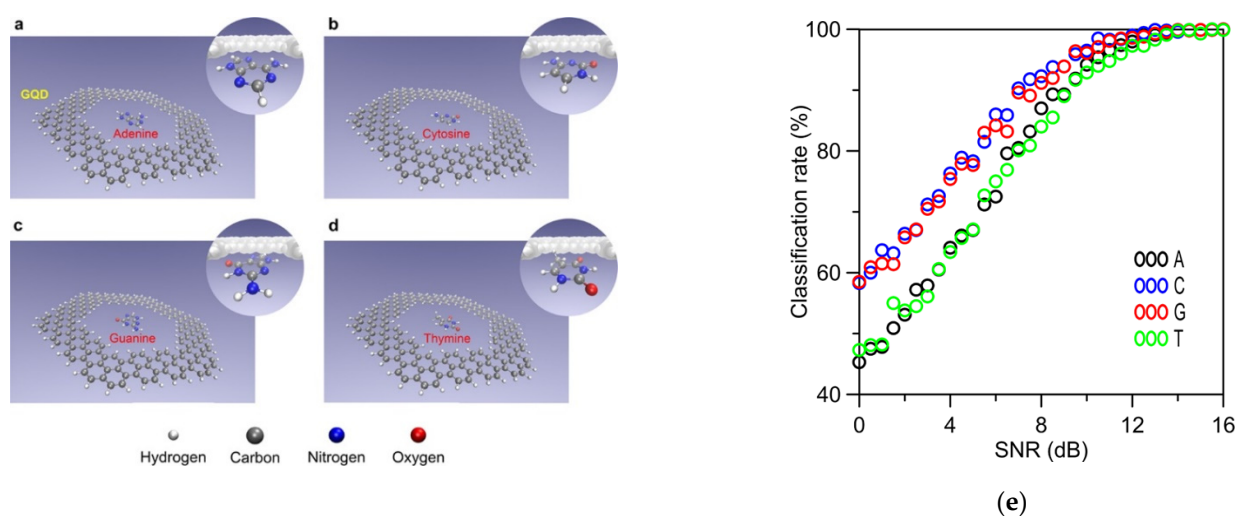 a
GQD
Adenine
b
Cytosine
c
Guanine
d
Thymine
Hydrogen Carbon Nitrogen Oxygen
Classification rate (%)
100
80
60
40
0 4 8 12 16
SNR (dB)
A
C
G
T
(e)